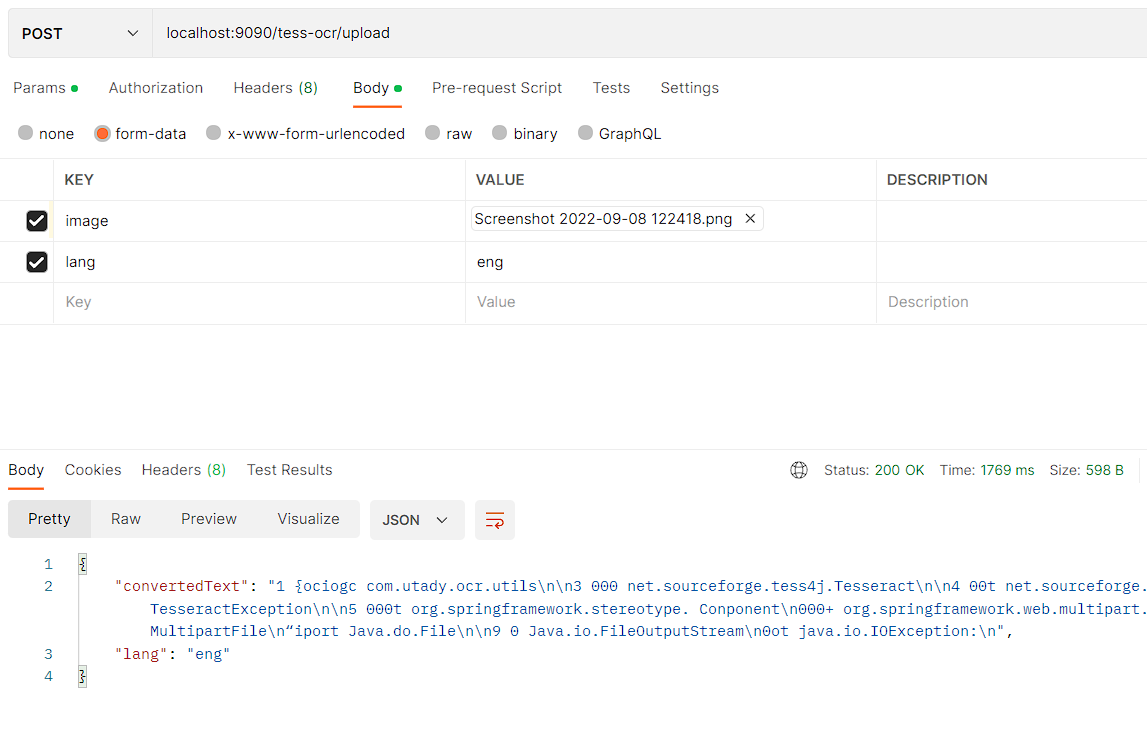 POST localhost:9090/tess-ocr/upload
Params Authorization Headers (8) Body Pre-request Script Tests Settings
none form-data x-www-form-urlencoded raw binary GraphQL
KEY VALUE DESCRIPTION
image Screenshot 2022-09-08 122418.png ×
lang eng
Key Value Description
Body Cookies Headers (8) Test Results Status: 200 OK Time: 1769 ms Size: 598 B
Pretty Raw Preview Visualize JSON
1 {
2 "convertedText": "1 {ociogc com.utady.ocr.utils\n\n3 000 net.sourceforge.tess4j.Tesseract\n\n4 00t net.sourceforge.
TesseractException\n\n5 000t org.springframework.stereotype. Conponent\n000+ org.springframework.web.multipart.
MultipartFile\n“iport Java.do.File\n\n9 0 Java.io.FileOutputStream\n0ot java.io.IOException:\n",
3 "lang": "eng"
4 }